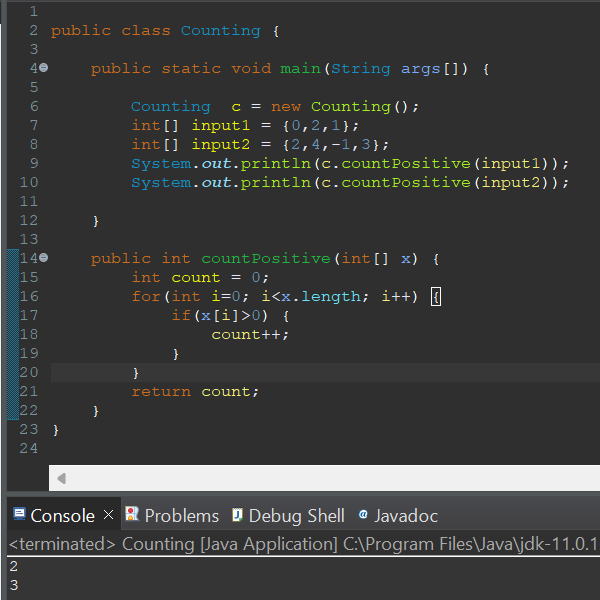 1
2 public class Counting {
3
4 public static void main(String args[]) {
5
6 Counting  c = new Counting();
7 int[] input1 = {0,2,1};
8 int[] input2 = {2,4,-1,3};
9 System.out.println(c.countPositive(input1));
10 System.out.println(c.countPositive(input2));
11
12 }
13
14 public int countPositive(int[] x) {
15 int count = 0;
16 for(int i=0; i<x.length; i++) {
17 if(x[i]>0) {
18 count++;
19 }
20 }
21 return count;
22 }
23 }
24
Console × Problems Debug Shell @ Javadoc
<terminated> Counting [Java Application] C:\Program Files\Java\jdk-11.0.1
2
3